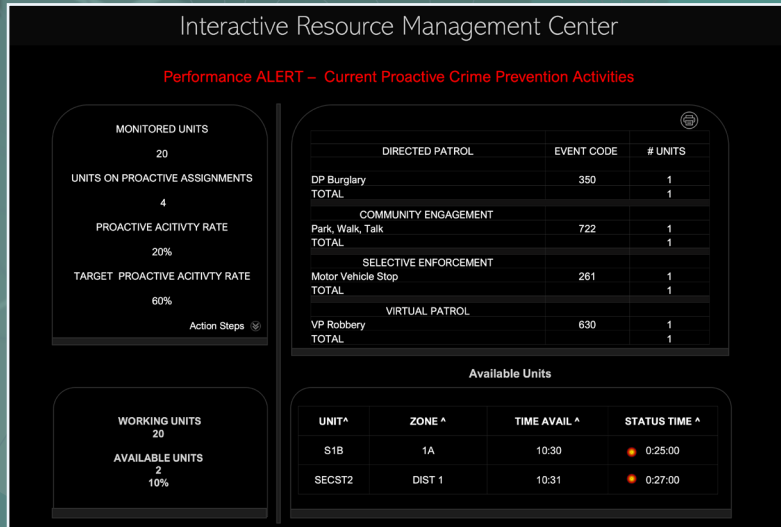 Interactive Resource Management Center
Performance ALERT – Current Proactive Crime Prevention Activities
MONITORED UNITS
20
UNITS ON PROACTIVE ASSIGNMENTS
4
PROACTIVE ACITIVTY RATE
20%
TARGET PROACTIVE ACITIVTY RATE
60%
Action Steps
DIRECTED PATROL EVENT CODE # UNITS
DP Burglary 350 1
TOTAL 1
COMMUNITY ENGAGEMENT
Park, Walk, Talk 722 1
TOTAL 1
SELECTIVE ENFORCEMENT
Motor Vehicle Stop 261 1
TOTAL 1
VIRTUAL PATROL
VP Robbery 630 1
TOTAL 1
WORKING UNITS
20
AVAILABLE UNITS
2
10%
Available Units
UNIT^ ZONE ^ TIME AVAIL ^ STATUS TIME ^
S1B 1A 10:30 0:25:00
SECST2 DIST 1 10:31 0:27:00